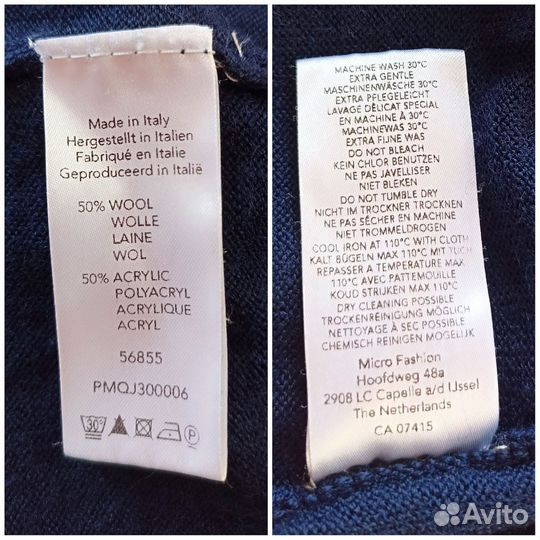 Made in Italy
Hergestellt in Italien
Fabriqué en Italie
Geproduceerd in Italië
50% WOOL
WOLLE
LAINE
WOL
50% ACRYLIC
POLYACRYL
ACRYLIQUE
ACRYL
56855
PMQJ300006
30°
P
MACHINE WASH 30°C
EXTRA GENTLE
MASCHINENWÄSCHE 30°C
EXTRA PFLEGELEICHT
LAVAGE DÉLICAT SPECIAL
EN MACHINE À 30°C
MACHINEWAS 30°C
EXTRA FIJNE WAS
DO NOT BLEACH
KEIN CHLOR BENUTZEN
NE PAS JAVELLISER
NIET BLEKEN
DO NOT TUMBLE DRY
NICHT IM TROCKNER TROCKNEN
NE PAS SÉCHER EN MACHINE
NIET TROMMELDROGEN
COOL IRON AT 110°C WITH CLOTH
KALT BÜGELN MAX 110°C MIT TUCH
REPASSER A TEMPERATURE MAX
110°C AVEC PATTEMOUILLE
KOUD STRIJKEN MAX 110°C
DRY CLEANING POSSIBLE
TROCKENREINIGUNG MÖGLICH
NETTOYAGE À SEC POSSIBLE
CHEMISCH REINIGEN MOGELIJK
Micro Fashion
Hoofdweg 48a
2908 LC Capelle a/d IJssel
The Netherlands
CA 07415
Avito